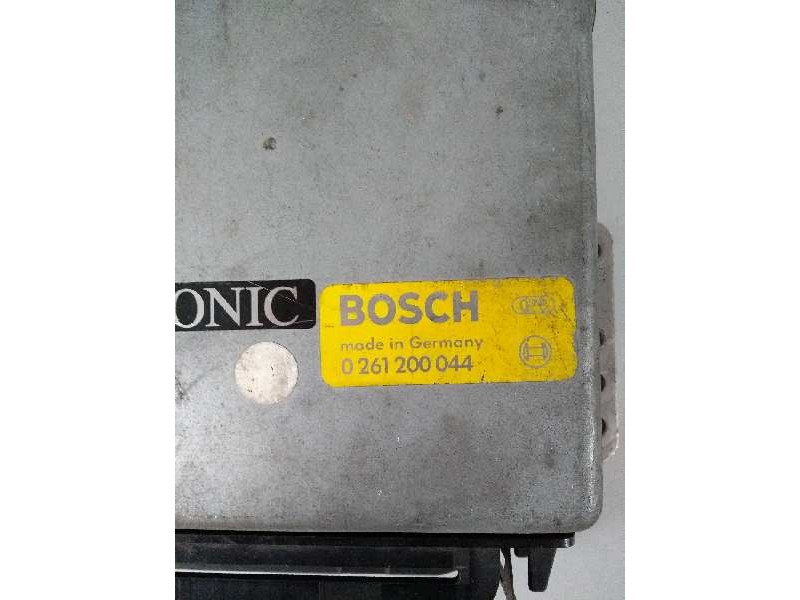 ONIC
BOSCH
made in Germany
0 261 200 044